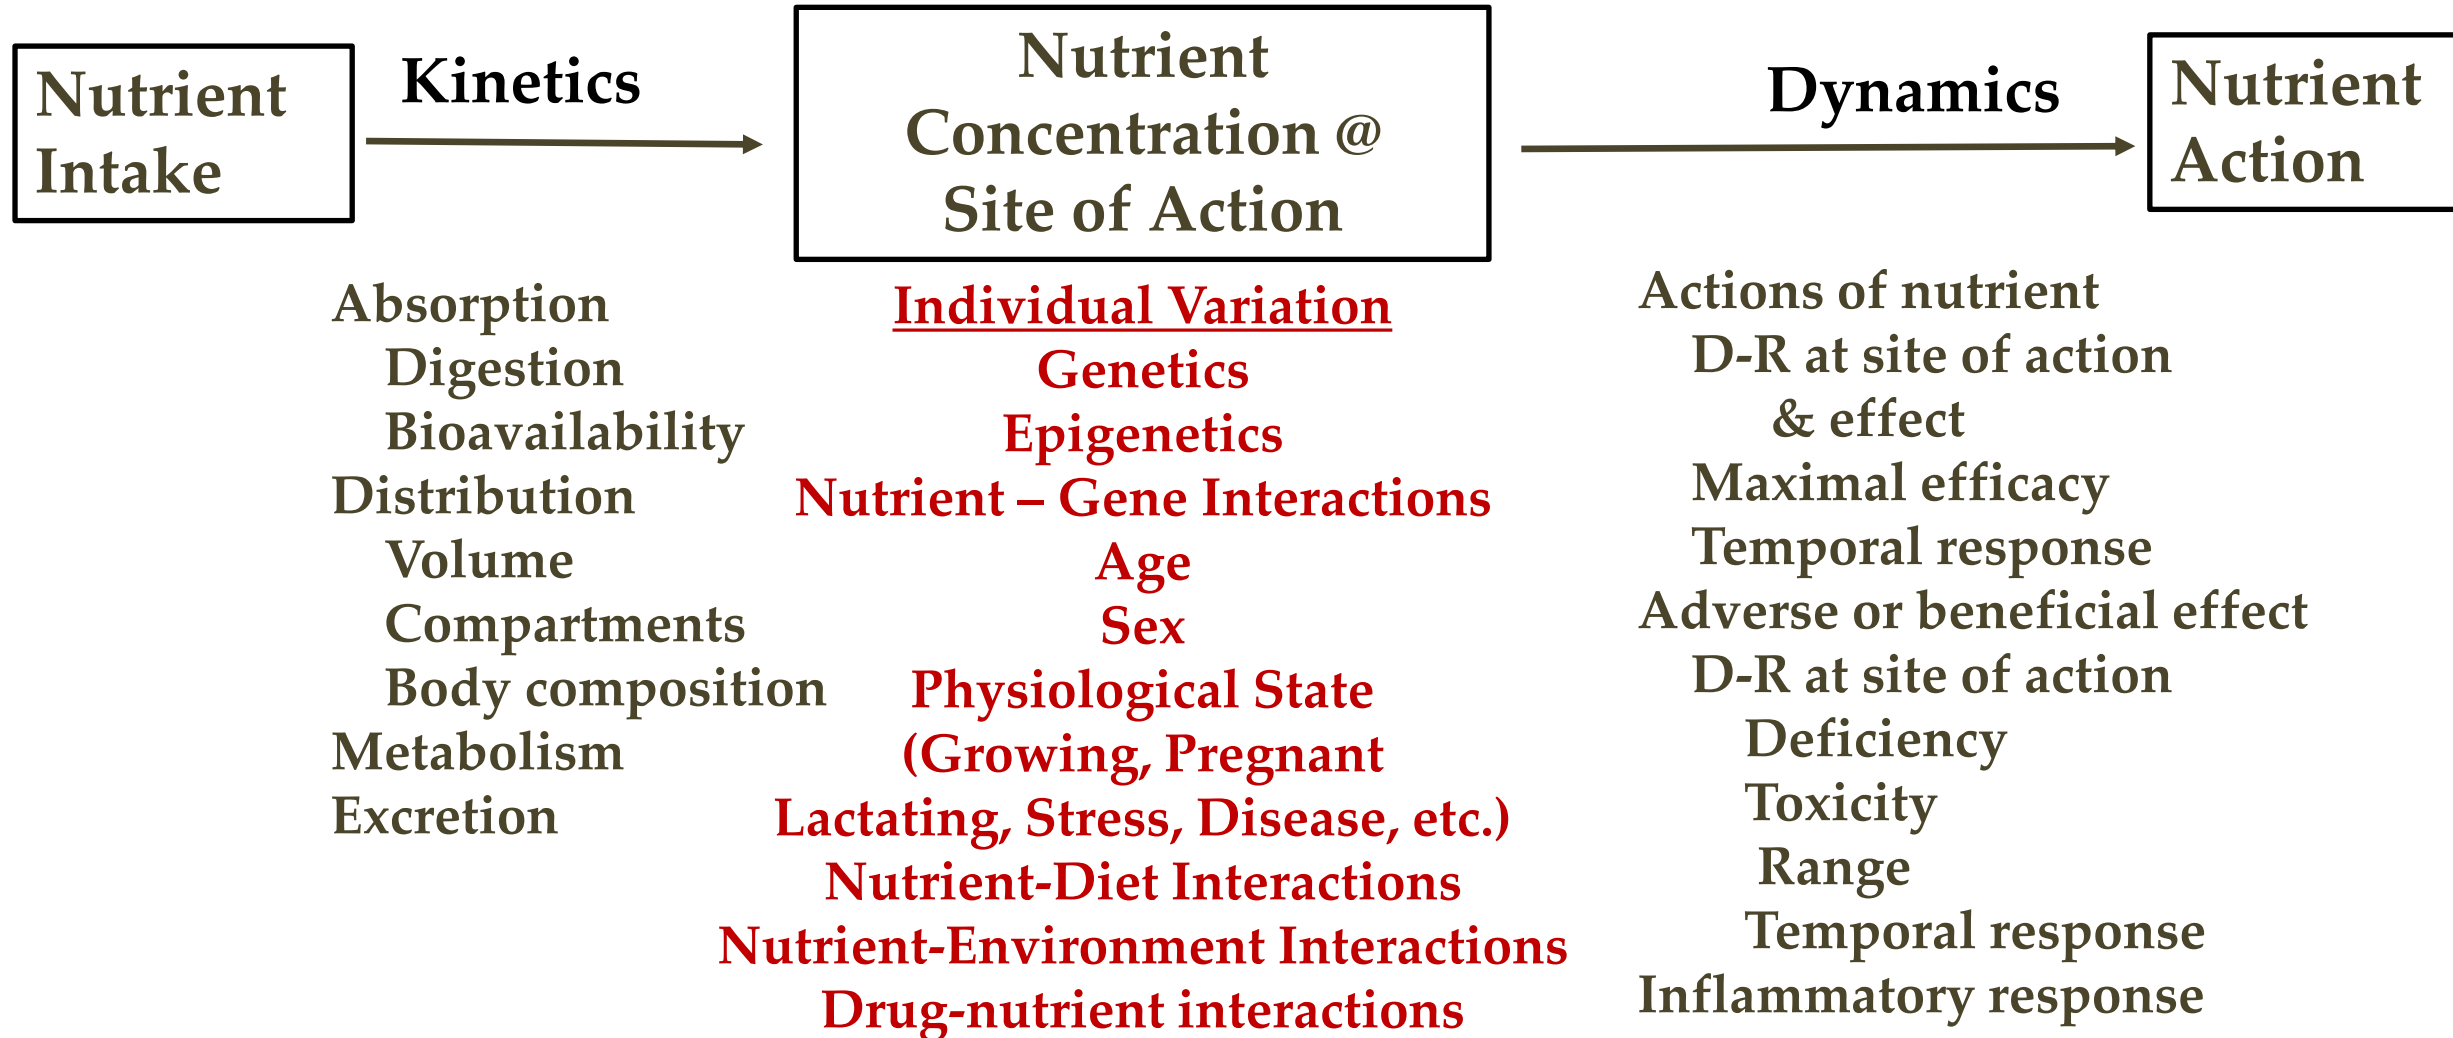 Nutrient
Intake
Kinetics
Nutrient
Concentration @
Site of Action
Dynamics
Nutrient
Action
Absorption
Digestion
Bioavailability
Distribution
Volume
Compartments
Body composition
Metabolism
Excretion
Individual Variation
Genetics
Epigenetics
Nutrient – Gene Interactions
Age
Sex
Physiological State
(Growing, Pregnant
Lactating, Stress, Disease, etc.)
Nutrient-Diet Interactions
Nutrient-Environment Interactions
Drug-nutrient interactions
Actions of nutrient
D-R at site of action
& effect
Maximal efficacy
Temporal response
Adverse or beneficial effect
D-R at site of action
Deficiency
Toxicity
Range
Temporal response
Inflammatory response